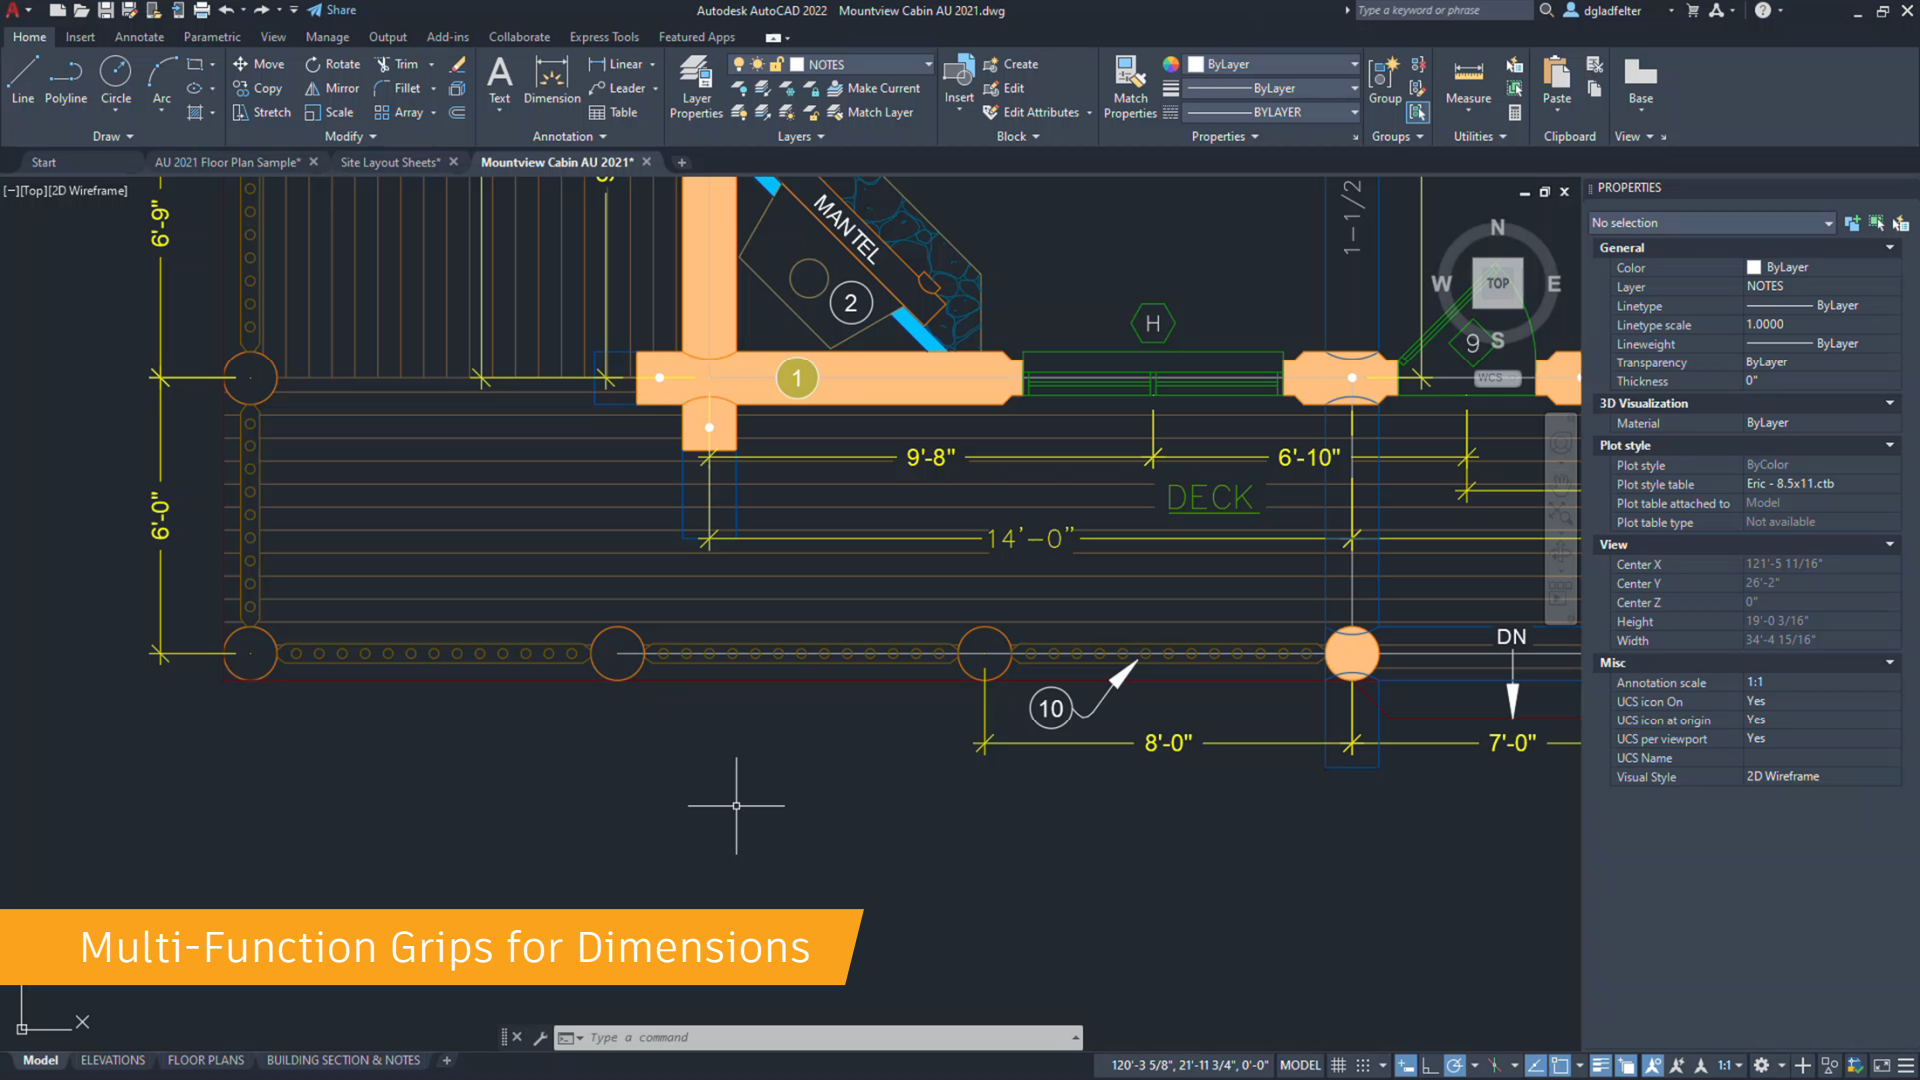 Share
Autodesk AutoCAD 2022 Mountview Cabin AU 2021.dwg
Type a keyword or phrase
dgladfelter
Home Insert Annotate Parametric View Manage Output Add-ins Collaborate Express Tools Featured Apps
Line Polyline Circle Arc
Move Rotate Trim
Copy Mirror Fillet
Stretch Scale Array
Text Dimension
Linear
Leader
Table
Layer Properties
NOTES
Make Current
Match Layer
Insert
Create
Edit
Edit Attributes
Match Properties
ByLayer
ByLayer
BYLAYER
Group
Measure
Paste
Base
Draw Modify Annotation Layers Block Properties Groups Utilities Clipboard View
Start AU 2021 Floor Plan Sample* Site Layout Sheets* Mountview Cabin AU 2021*
[−][Top][2D Wireframe]
6'-9"
MANTEL
2
1-1/2
N
W TOP E
S
9
WCS
H
1
9'-8" 6'-10"
DECK
6'-0"
14'-0"
DN
10
8'-0" 7'-0"
Multi-Function Grips for Dimensions
X
Type a command
Model ELEVATIONS FLOOR PLANS BUILDING SECTION & NOTES
120'-3 5/8", 21'-11 3/4", 0'-0" MODEL 1:1
PROPERTIES
No selection
General
Color ByLayer
Layer NOTES
Linetype ByLayer
Linetype scale 1.0000
Lineweight ByLayer
Transparency ByLayer
Thickness 0"
3D Visualization
Material ByLayer
Plot style
Plot style ByColor
Plot style table Eric - 8.5x11.ctb
Plot table attached to Model
Plot table type Not available
View
Center X 121'-5 11/16"
Center Y 26'-2"
Center Z 0"
Height 19'-0 3/16"
Width 34'-4 15/16"
Misc
Annotation scale 1:1
UCS icon On Yes
UCS icon at origin Yes
UCS per viewport Yes
UCS Name
Visual Style 2D Wireframe